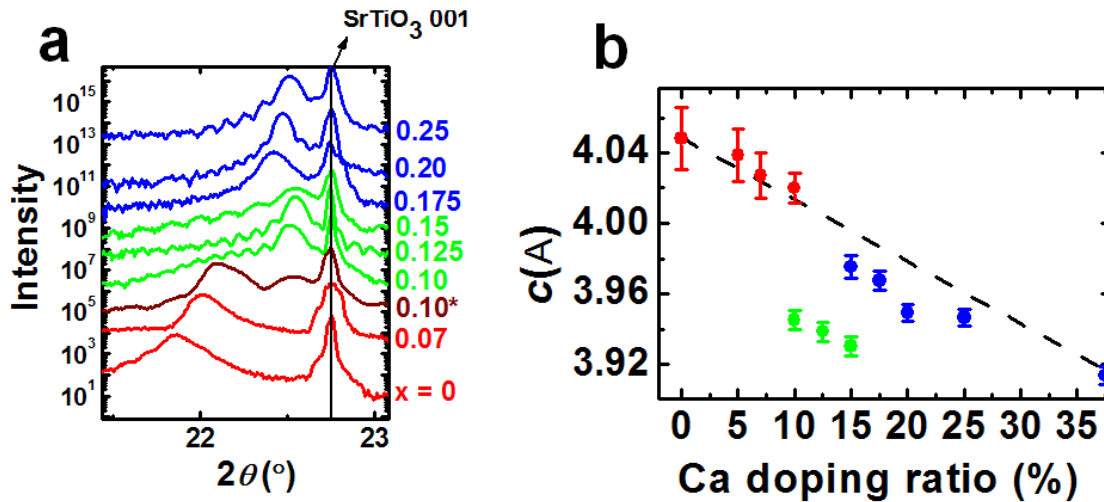 a
SrTiO3 001
Intensity
10^15
10^13
10^11
10^9
10^7
10^5
10^3
10^1
0.25
0.20
0.175
0.15
0.125
0.10
0.10*
0.07
x = 0
22 23
2θ(°)
b
c(A)
4.04
4.00
3.96
3.92
0 5 10 15 20 25 30 35
Ca doping ratio (%)